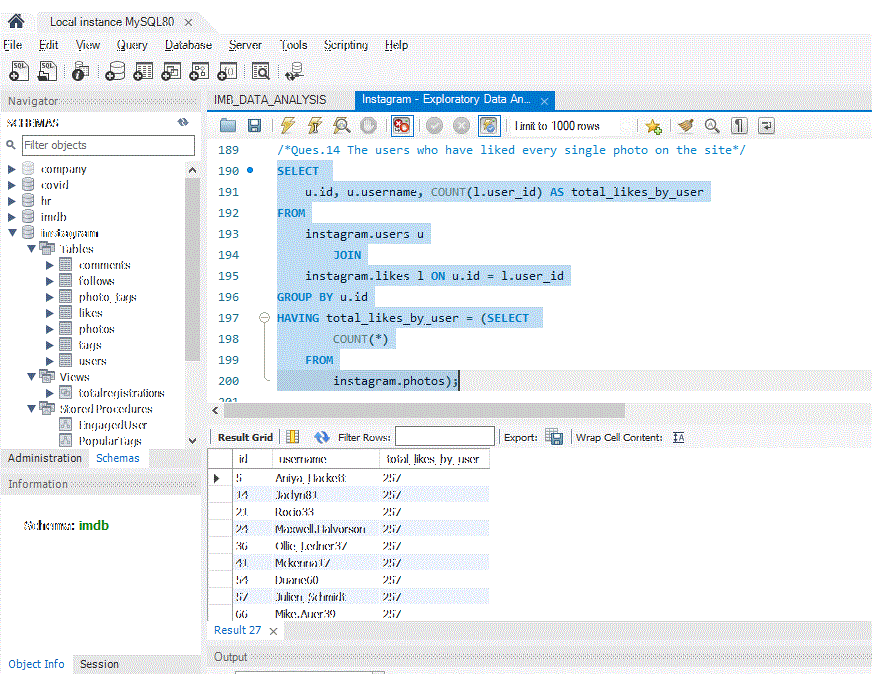 Local instance MySQL80 ×
File Edit View Query Database Server Tools Scripting Help
Navigator
SCHEMAS
Filter objects
company
covid
hr
imdb
instagram
Tables
comments
follows
photo_tags
likes
photos
tags
users
Views
totalregistrations
Stored Procedures
EngagedUser
PopularTags
Administration Schemas
Information
Schema: imdb
Object Info Session
IMB_DATA_ANALYSIS Instagram - Exploratory Data An... ×
Limit to 1000 rows
189 /*Ques.14 The users who have liked every single photo on the site*/
190 SELECT
191 u.id, u.username, COUNT(l.user_id) AS total_likes_by_user
192 FROM
193 instagram.users u
194 JOIN
195 instagram.likes l ON u.id = l.user_id
196 GROUP BY u.id
197 HAVING total_likes_by_user = (SELECT
198 COUNT(*)
199 FROM
200 instagram.photos);
201
Result Grid Filter Rows: Export: Wrap Cell Content:
id username total_likes_by_user
5 Aniya_Hackett 257
14 Jaclyn81 257
21 Rocio33 257
24 Maxwell.Halvorson 257
36 Ollie_Ledner37 257
41 Mckenna17 257
54 Duane60 257
57 Julien_Schmidt 257
66 Mike.Auer39 257
Result 27 ×
Output